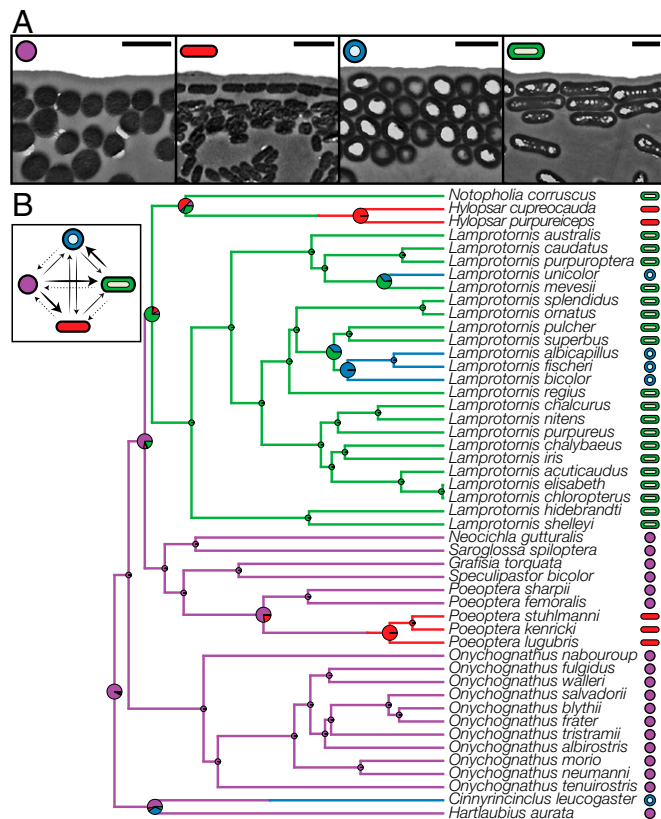 A
B
Notopholia corruscus
Hylopsar cupreocauda
Hylopsar purpureiceps
Lamprotornis australis
Lamprotornis caudatus
Lamprotornis purpuroptera
Lamprotornis unicolor
Lamprotornis mevesii
Lamprotornis splendidus
Lamprotornis ornatus
Lamprotornis pulcher
Lamprotornis superbus
Lamprotornis albicapillus
Lamprotornis fischeri
Lamprotornis bicolor
Lamprotornis regius
Lamprotornis chalcurus
Lamprotornis nitens
Lamprotornis purpureus
Lamprotornis chalybaeus
Lamprotornis iris
Lamprotornis acuticaudus
Lamprotornis elisabeth
Lamprotornis chloropterus
Lamprotornis hildebrandti
Lamprotornis shelleyi
Neocichla gutturalis
Saroglossa spiloptera
Grafisia torquata
Speculipastor bicolor
Poeoptera sharpii
Poeoptera femoralis
Poeoptera stuhlmanni
Poeoptera kenricki
Poeoptera lugubris
Onychognathus nabouroup
Onychognathus fulgidus
Onychognathus walleri
Onychognathus salvadorii
Onychognathus blythii
Onychognathus frater
Onychognathus tristramii
Onychognathus albirostris
Onychognathus morio
Onychognathus neumanni
Onychognathus tenuirostris
Cinnyricinclus leucogaster
Hartlaubius aurata